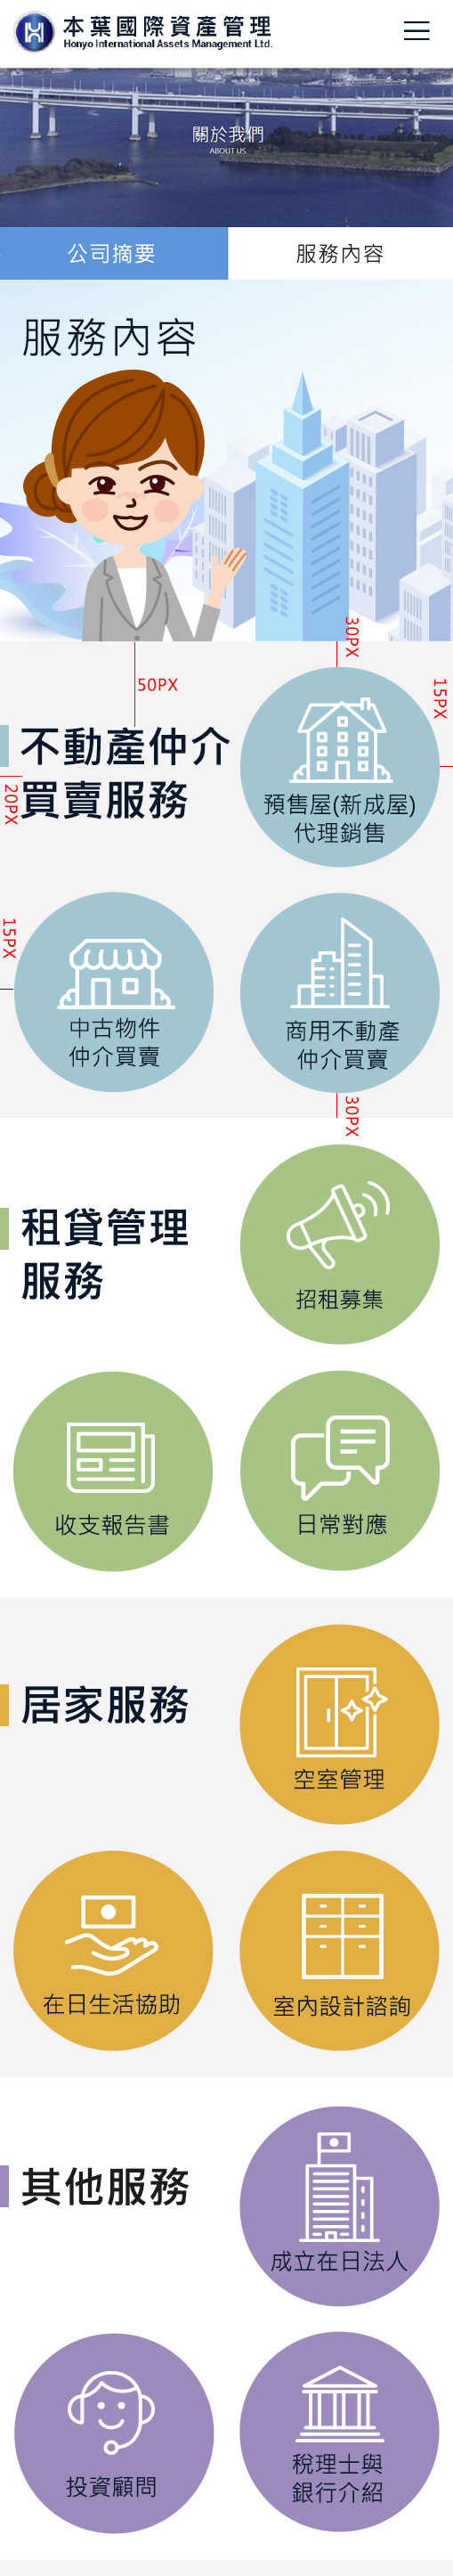 本葉國際資產管理
Honyo International Assets Management Ltd.
關於我們
ABOUT US
公司摘要
服務內容
服務內容
30PX
50PX
15PX
不動產仲介
買賣服務
20PX
預售屋(新成屋)
代理銷售
15PX
中古物件
仲介買賣
商用不動產
仲介買賣
30PX
租貸管理
服務
招租募集
收支報告書
日常對應
居家服務
空室管理
在日生活協助
室內設計諮詢
其他服務
成立在日法人
投資顧問
稅理士與
銀行介紹